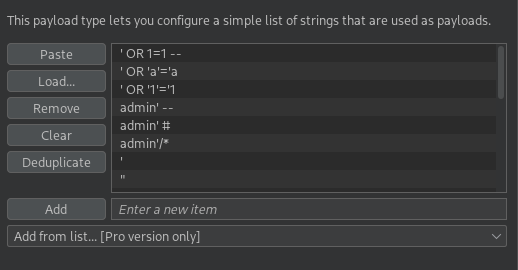 This payload type lets you configure a simple list of strings that are used as payloads.
Paste
Load...
Remove
Clear
Deduplicate
' OR 1=1 --
' OR 'a'='a
' OR '1'='1
admin' --
admin' #
admin'/*
'
"
Add
Enter a new item
Add from list... [Pro version only]